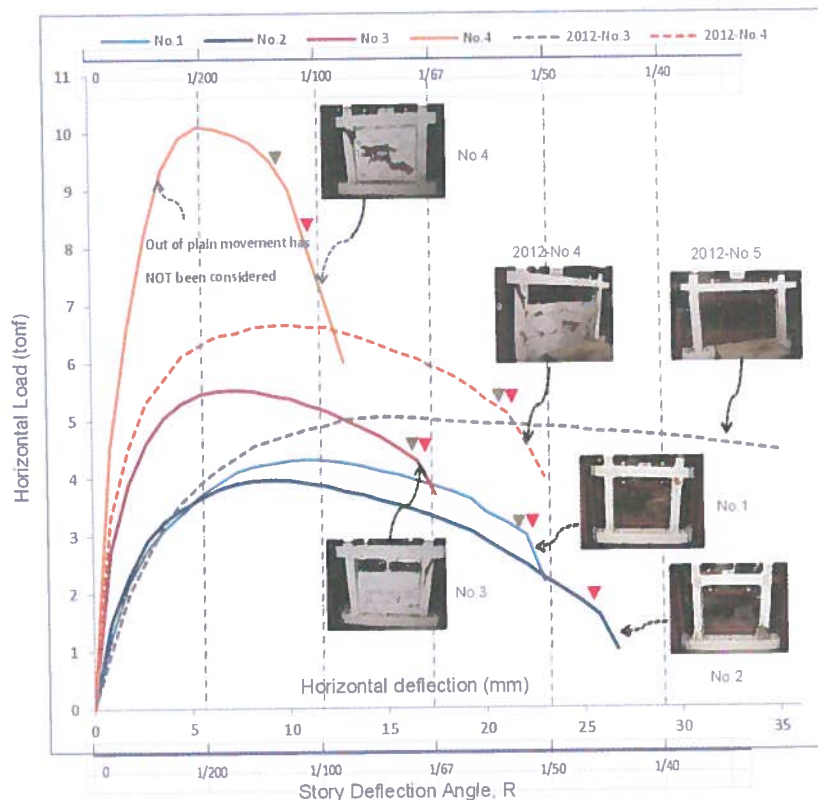 No.1 No.2 No.3 No.4 2012-No.3 2012-No.4
0 1/200 1/100 1/67 1/50 1/40
11
10
9
8
7
6
5
4
3
2
1
0
Horizontal Load (tonf)
No 4
Out of plain movement has
NOT been considered
2012-No 4
2012-No 5
No.1
No.3
No 2
Horizontal deflection (mm)
0 5 10 15 20 25 30 35
0 1/200 1/100 1/67 1/50 1/40
Story Deflection Angle, R